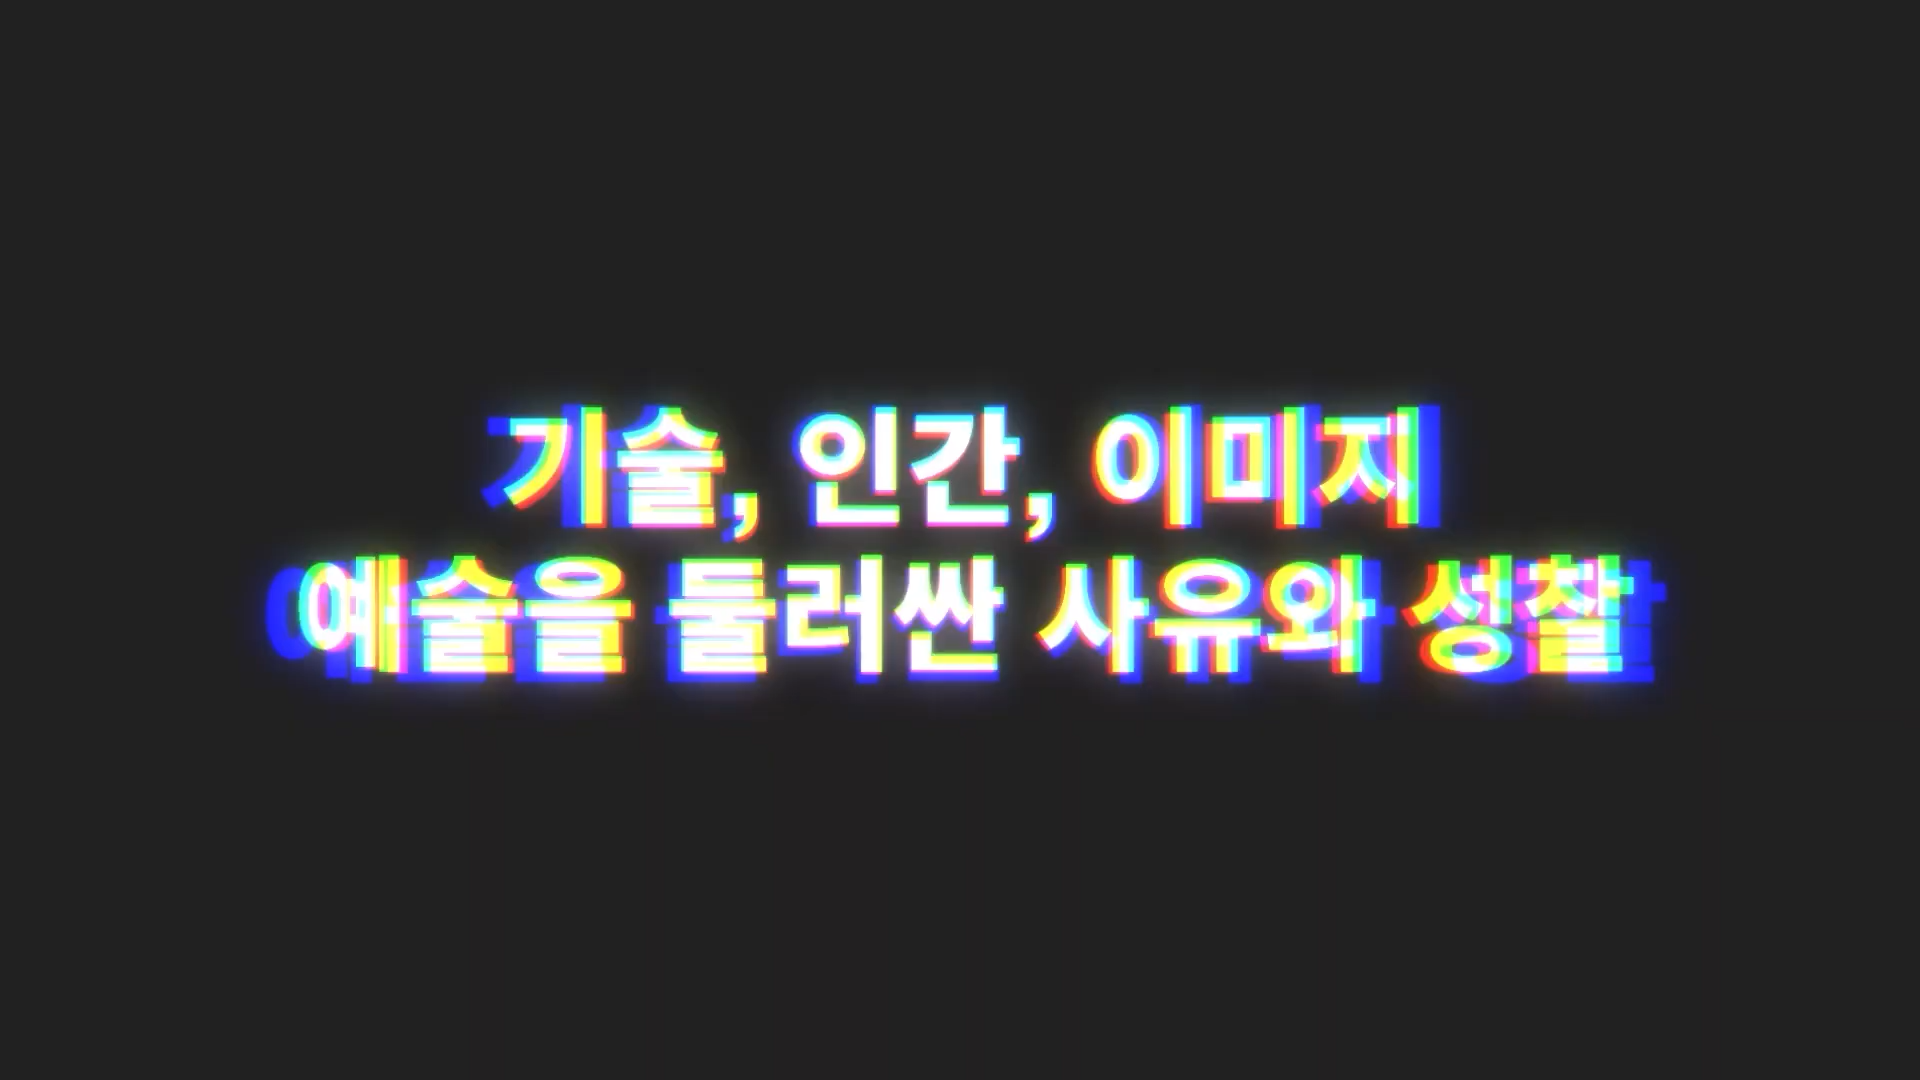 기술, 인간, 이미지
예술을 둘러싼 사유와 성찰